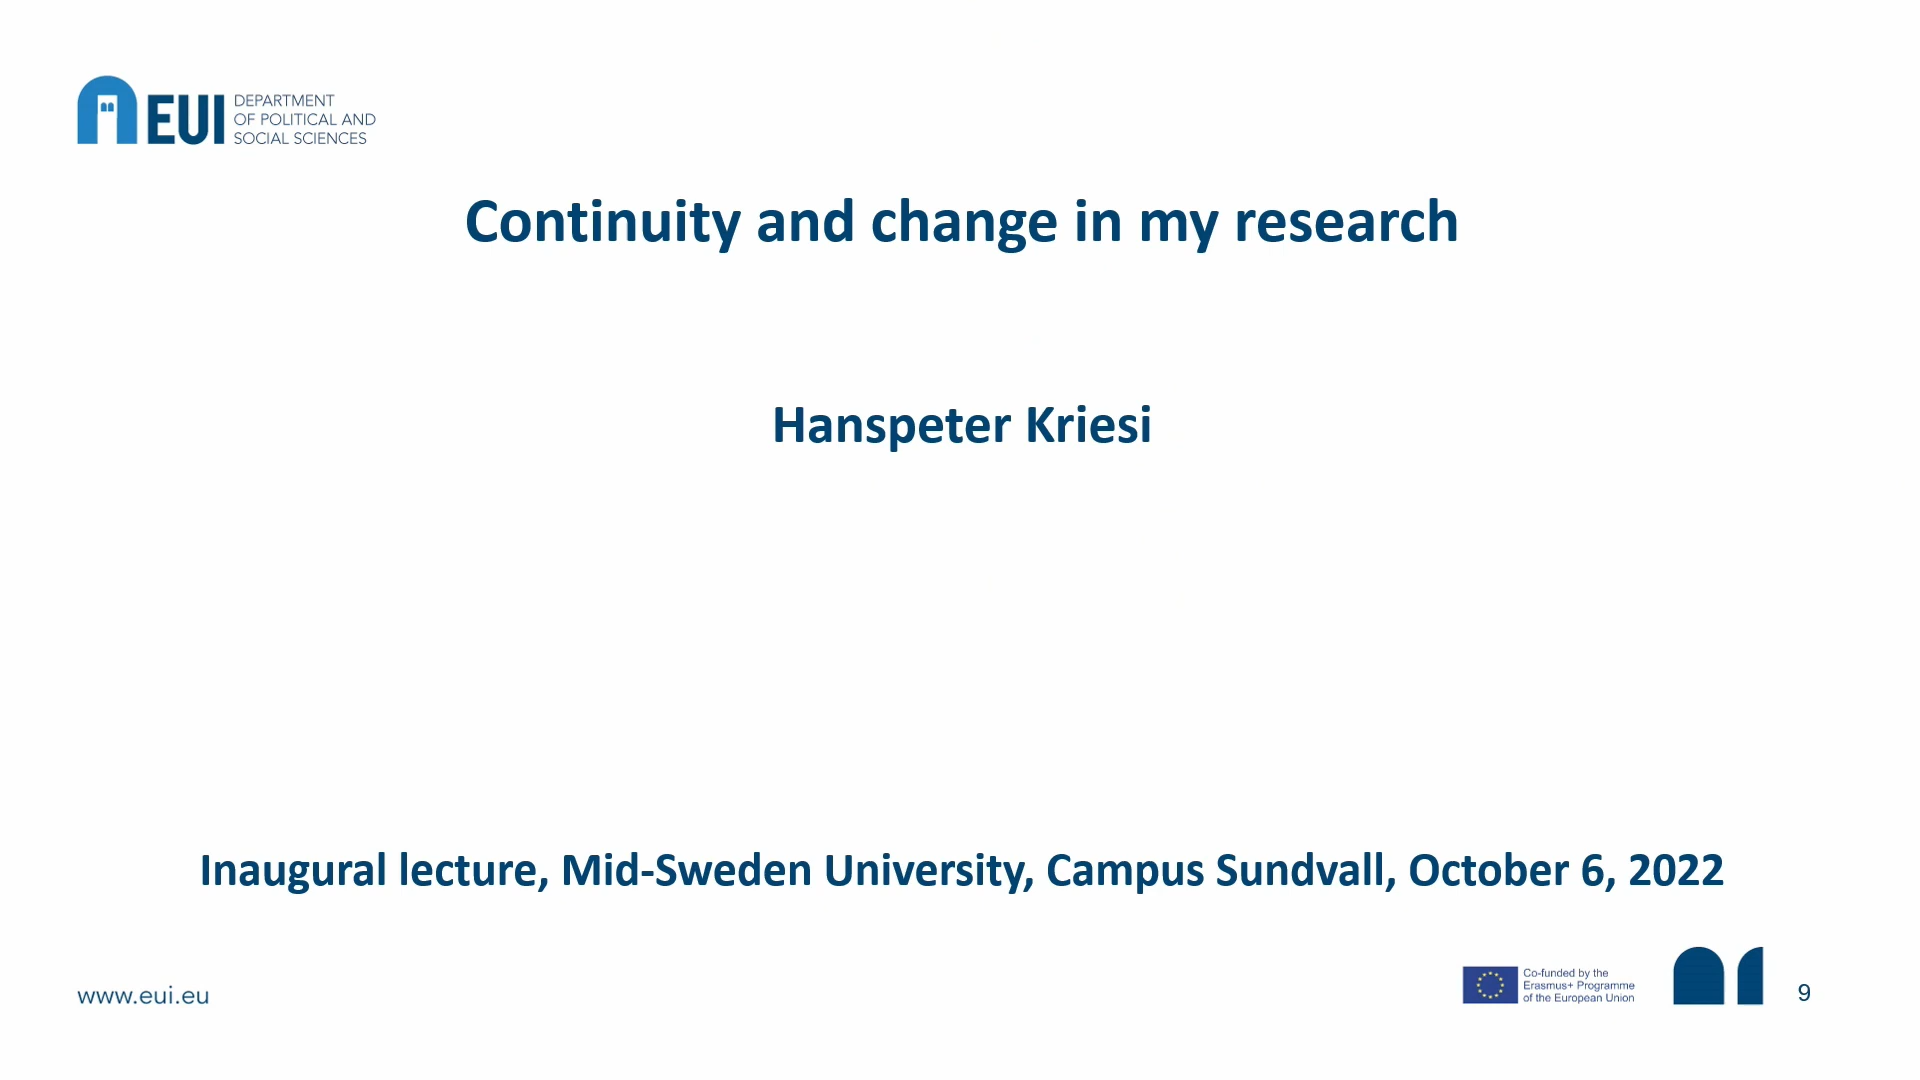 EUI
DEPARTMENT
OF POLITICAL AND
SOCIAL SCIENCES
Continuity and change in my research
Hanspeter Kriesi
Inaugural lecture, Mid-Sweden University, Campus Sundvall, October 6, 2022
www.eui.eu
Co-funded by the
Erasmus+ Programme
of the European Union
9